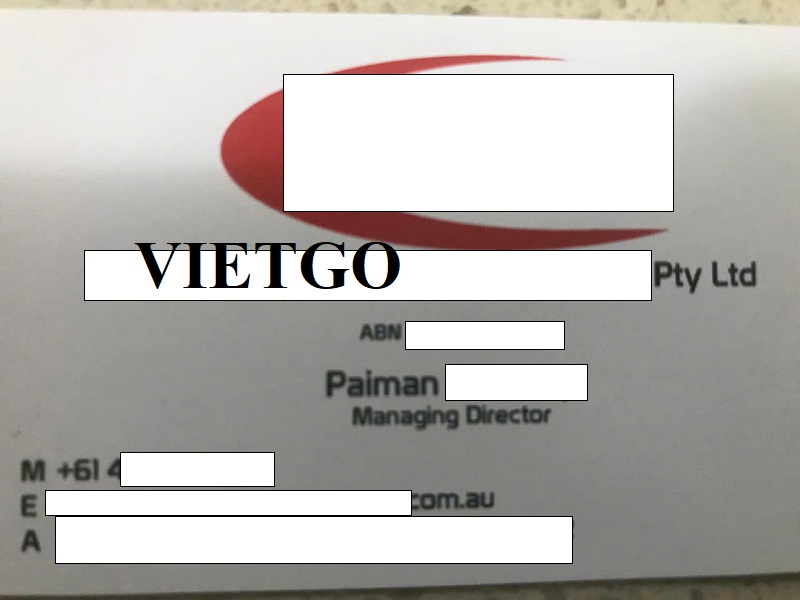 VIETGO Pty Ltd
ABN
Paiman
Managing Director
M +61 4
E com.au
A